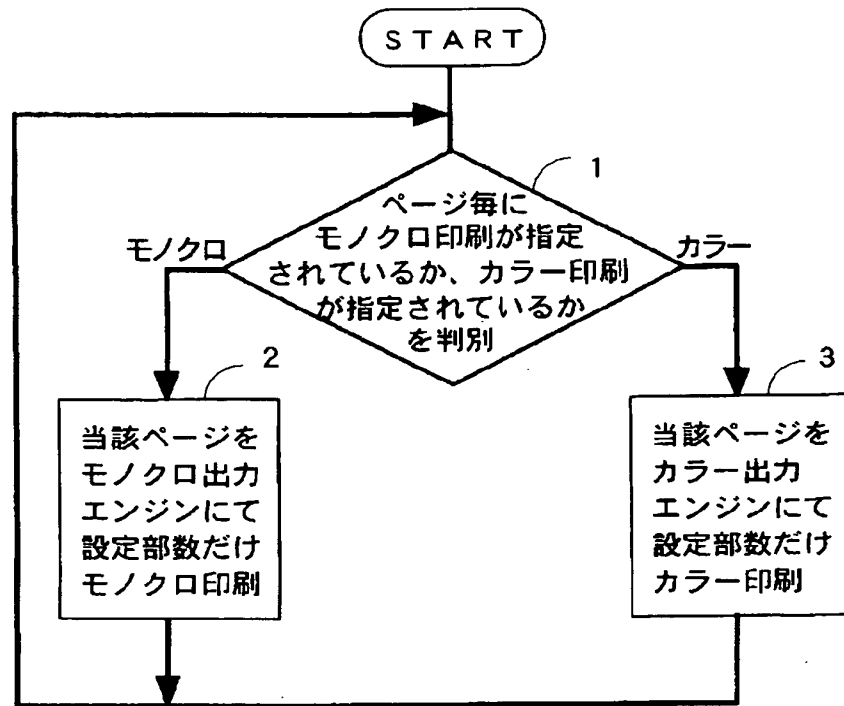 START
1
ページ毎に
モノクロ印刷が指定
されているか、カラー印刷
が指定されているか
を判別
モノクロ
カラー
2
当該ページを
モノクロ出力
エンジンにて
設定部数だけ
モノクロ印刷
3
当該ページを
カラー出力
エンジンにて
設定部数だけ
カラー印刷